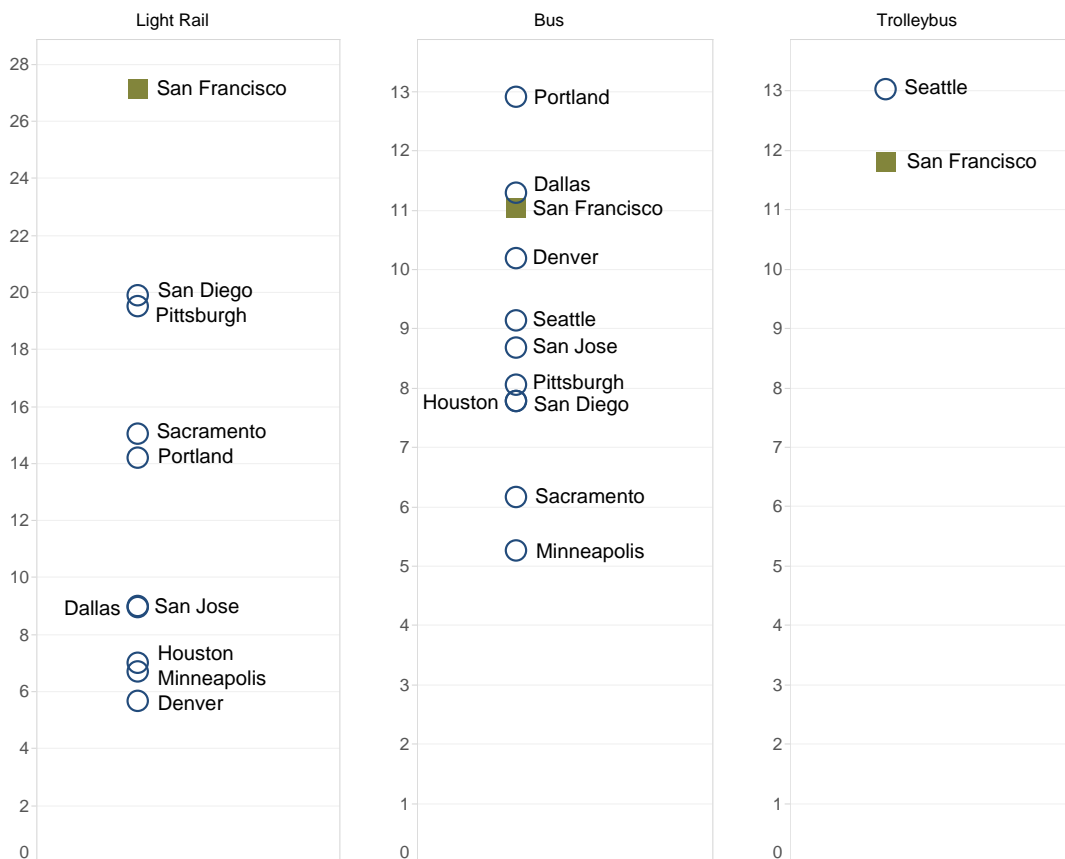 Light Rail
28
26
24
22
20
18
16
14
12
10
8
6
4
2
0
San Francisco
San Diego
Pittsburgh
Sacramento
Portland
Dallas San Jose
Houston
Minneapolis
Denver
Bus
13
12
11
10
9
8
7
6
5
4
3
2
1
0
Portland
Dallas
San Francisco
Denver
Seattle
San Jose
Pittsburgh
Houston San Diego
Sacramento
Minneapolis
Trolleybus
13
12
11
10
9
8
7
6
5
4
3
2
1
0
Seattle
San Francisco